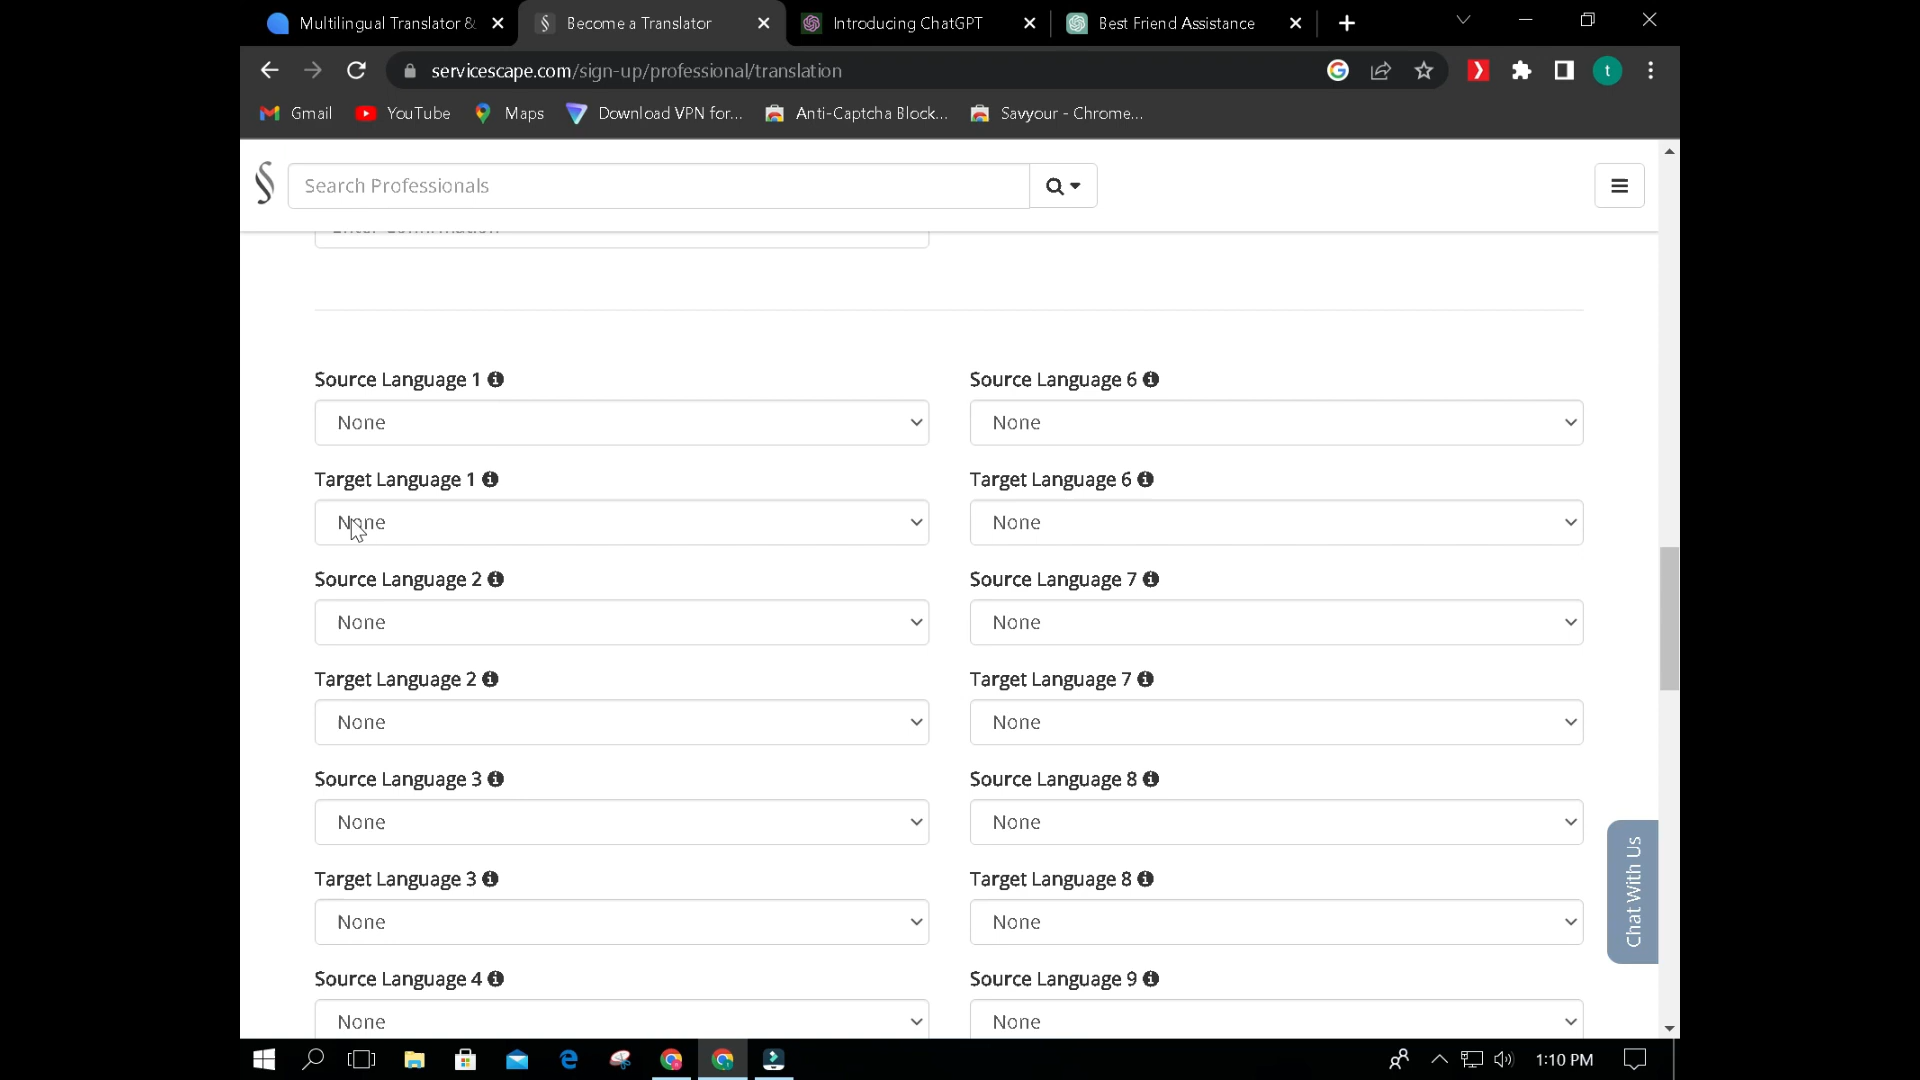 Multilingual Translator &
Become a Translator
Introducing ChatGPT
Best Friend Assistance
servicescape.com/sign-up/professional/translation
t
Gmail
YouTube
Maps
Download VPN for...
Anti-Captcha Block...
Savyour - Chrome...
Search Professionals
Enter Confirmation
Source Language 1
None
Target Language 1
None
Source Language 2
None
Target Language 2
None
Source Language 3
None
Target Language 3
None
Source Language 4
None
Source Language 6
None
Target Language 6
None
Source Language 7
None
Target Language 7
None
Source Language 8
None
Target Language 8
None
Source Language 9
None
Chat With Us
1:10 PM